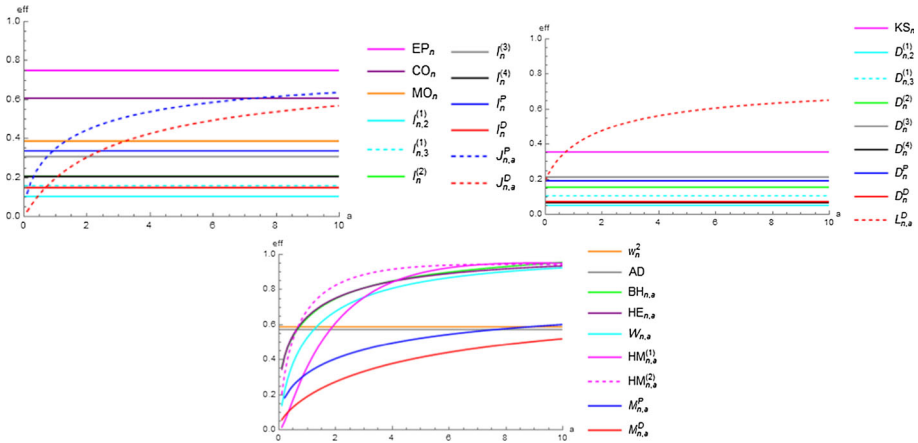 eff
1.0
0.8
0.6
0.4
0.2
0.0
0 2 4 6 8 10 a
EPₙ
COₙ
MOₙ
I⁽¹⁾ₙ,₂
I⁽¹⁾ₙ,₃
I⁽²⁾ₙ
I⁽³⁾ₙ
I⁽⁴⁾ₙ
Iᴾₙ
Iᴰₙ
Jᴾₙ,ₐ
Jᴰₙ,ₐ
eff
1.0
0.8
0.6
0.4
0.2
0.0
0 2 4 6 8 10 a
KSₙ
D⁽¹⁾ₙ,₂
D⁽¹⁾ₙ,₃
D⁽²⁾ₙ
D⁽³⁾ₙ
D⁽⁴⁾ₙ
Dᴾₙ
Dᴰₙ
Lᴰₙ,ₐ
eff
1.0
0.8
0.6
0.4
0.2
0.0
0 2 4 6 8 10 a
w²ₙ
AD
BHₙ,ₐ
HEₙ,ₐ
Wₙ,ₐ
HM⁽¹⁾ₙ,ₐ
HM⁽²⁾ₙ,ₐ
Mᴾₙ,ₐ
Mᴰₙ,ₐ